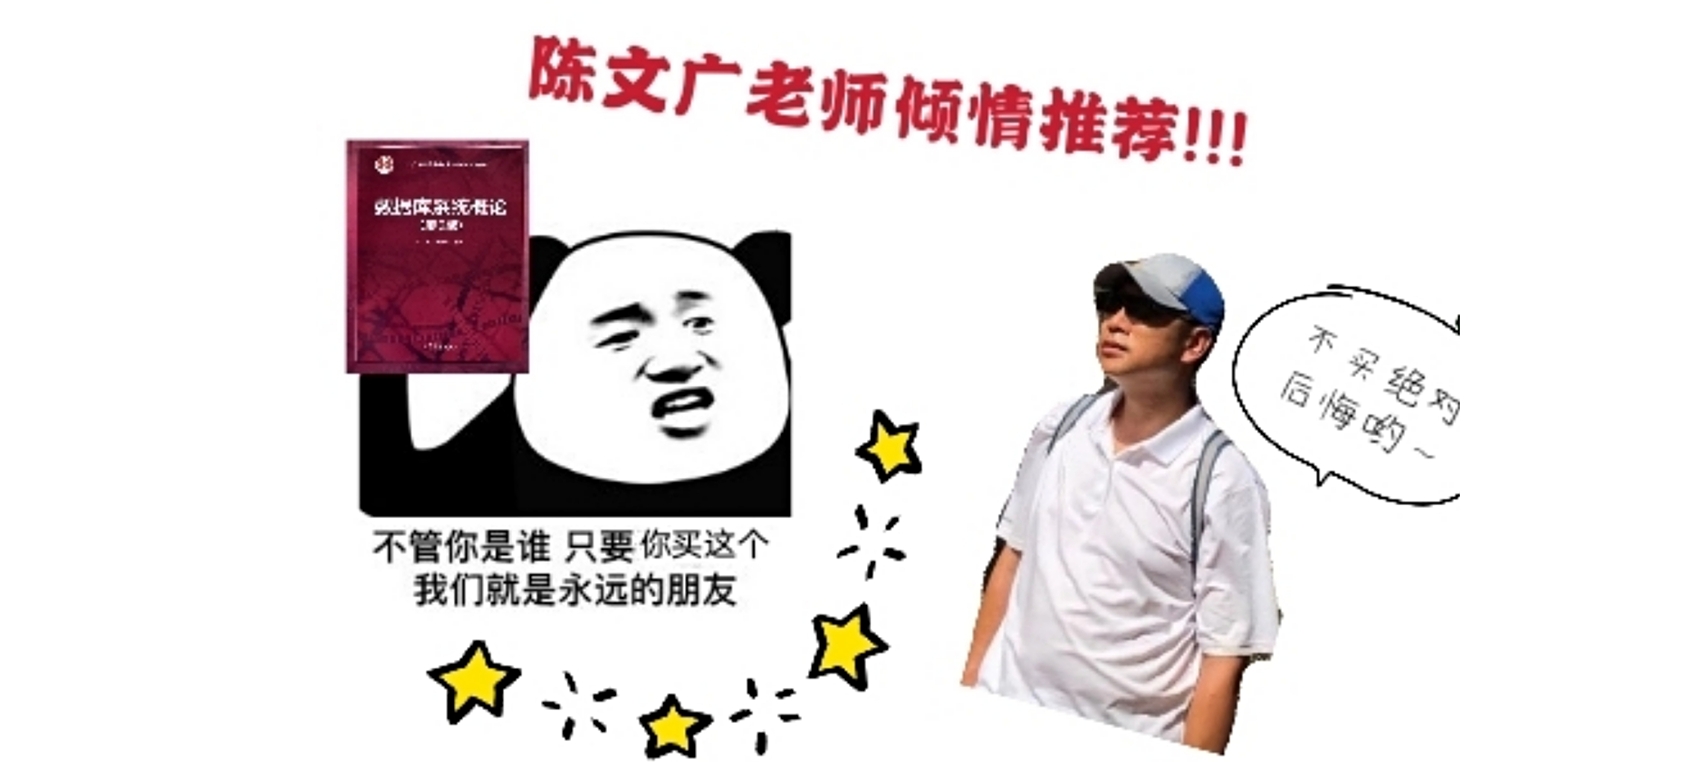 陈文广老师倾情推荐!!!
数据库系统概论
不买绝对
后悔哟~
不管你是谁 只要你买这个
我们就是永远的朋友